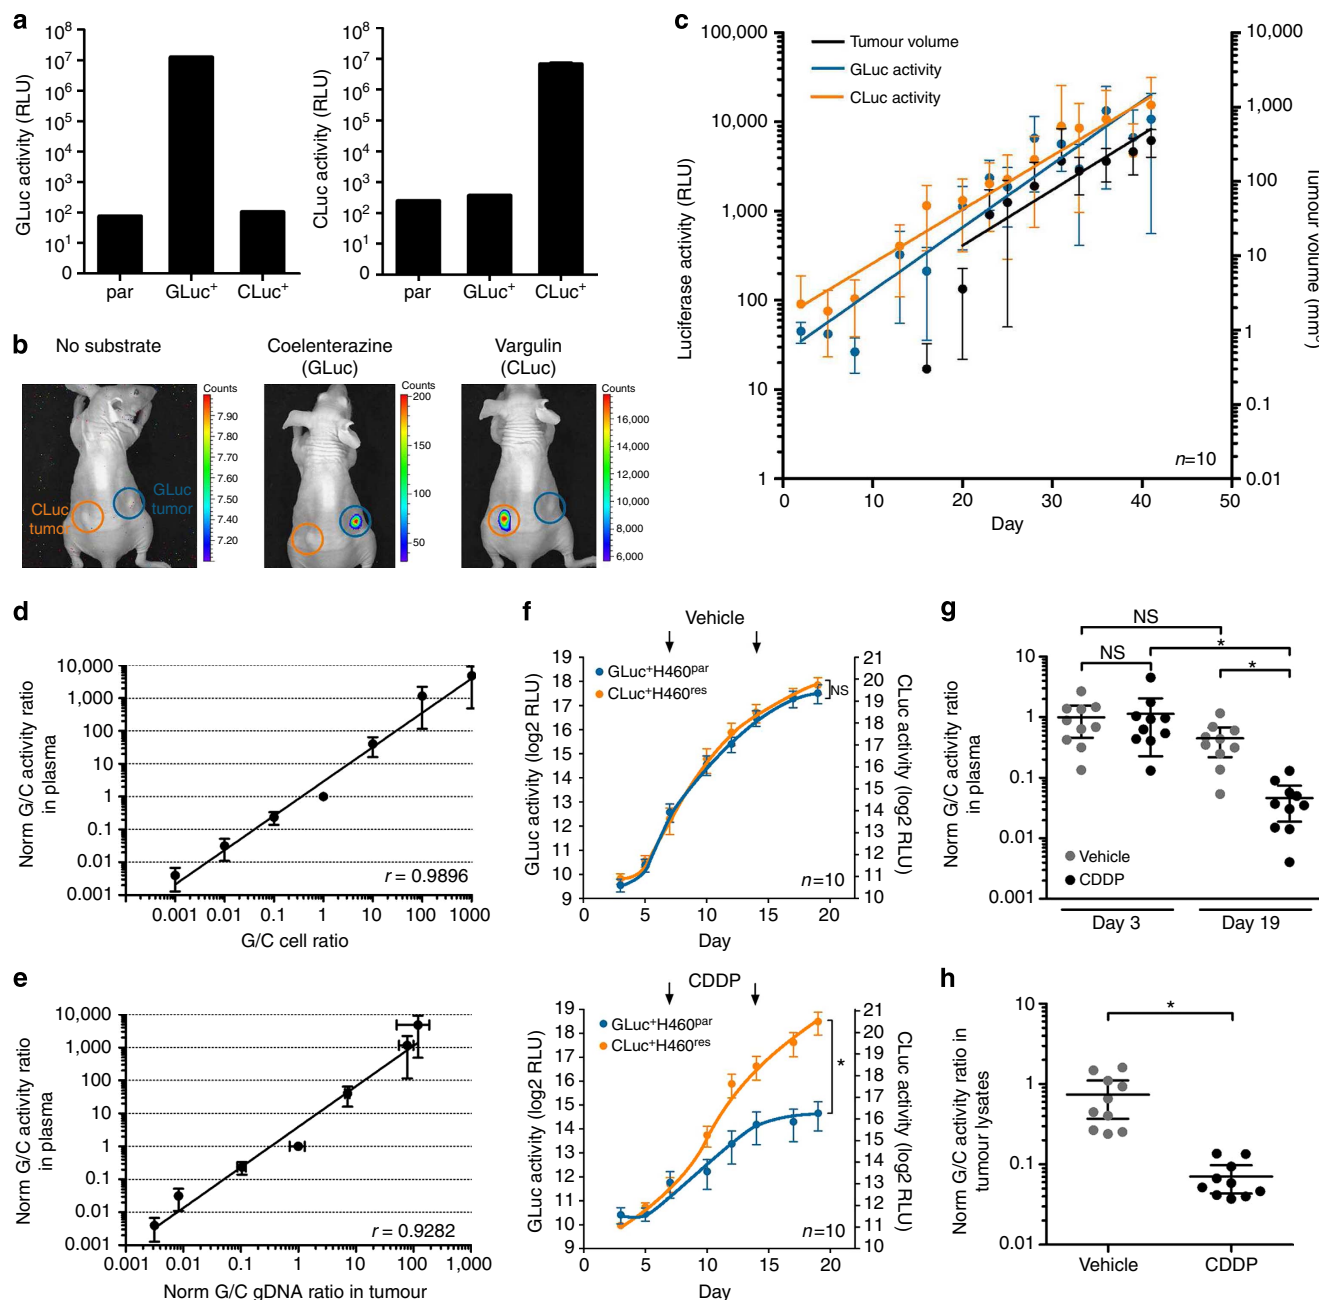 a
GLuc activity (RLU)
10⁸
10⁷
10⁶
10⁵
10⁴
10³
10²
10¹
0
par
GLuc⁺
CLuc⁺
CLuc activity (RLU)
10⁸
10⁷
10⁶
10⁵
10⁴
10³
10²
10¹
0
par
GLuc⁺
CLuc⁺
b
No substrate
Coelenterazine
(GLuc)
Vargulin
(CLuc)
CLuc
tumor
GLuc
tumor
Counts
7.90
7.80
7.70
7.60
7.50
7.40
7.30
7.20
Counts
200
150
100
50
Counts
16,000
14,000
12,000
10,000
8,000
6,000
c
Luciferase activity (RLU)
100,000
10,000
1,000
100
10
1
Tumour volume
GLuc activity
CLuc activity
10,000
1,000
100
10
1
0.1
0.01
n=10
0
10
20
30
40
50
Day
d
Norm G/C activity ratio
in plasma
10,000
1,000
100
10
1
0.1
0.01
0.001
r = 0.9896
0.001
0.01
0.1
1
10
100
1000
G/C cell ratio
e
Norm G/C activity ratio
in plasma
10,000
1,000
100
10
1
0.1
0.01
0.001
r = 0.9282
0.001
0.01
0.1
1
10
100
1,000
Norm G/C gDNA ratio in tumour
f
Vehicle
GLuc activity (log2 RLU)
19
18
17
16
15
14
13
12
11
10
9
GLuc⁺H460ᵖᵃʳ
CLuc⁺H460ʳᵉˢ
NS
n=10
CLuc activity (log2 RLU)
21
20
19
18
17
16
15
14
13
12
11
10
0
5
10
15
20
Day
CDDP
GLuc activity (log2 RLU)
19
18
17
16
15
14
13
12
11
10
9
GLuc⁺H460ᵖᵃʳ
CLuc⁺H460ʳᵉˢ
*
n=10
CLuc activity (log2 RLU)
21
20
19
18
17
16
15
14
13
12
11
10
0
5
10
15
20
Day
g
Norm G/C activity ratio
in plasma
NS
NS
*
*
10
1
0.1
0.01
0.001
Vehicle
CDDP
Day 3
Day 19
h
Norm G/C activity ratio in
tumour lysates
*
10
1
0.1
0.01
Vehicle
CDDP